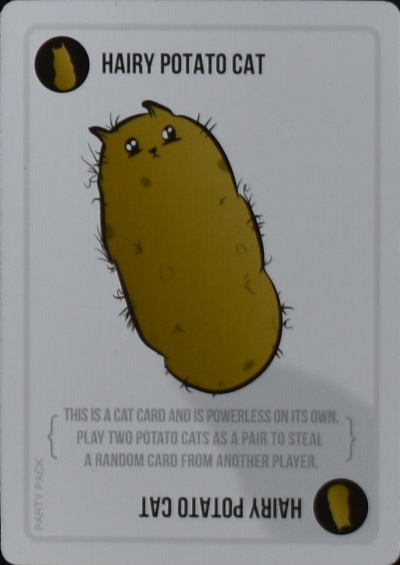 HAIRY POTATO CAT
THIS IS A CAT CARD AND IS POWERLESS ON ITS OWN.
PLAY TWO POTATO CATS AS A PAIR TO STEAL
A RANDOM CARD FROM ANOTHER PLAYER.
PARTY PACK
HAIRY POTATO CAT